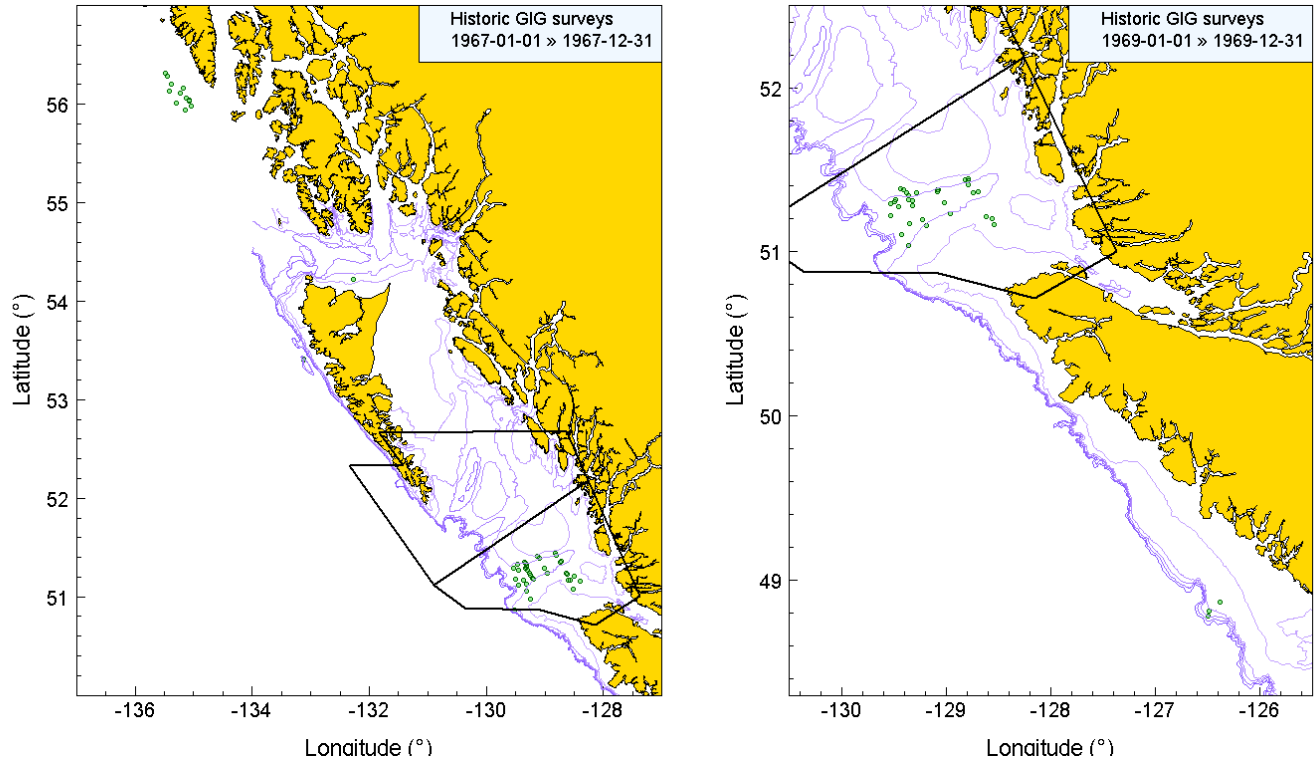 Historic GIG surveys
1967-01-01 » 1967-12-31
56
55
54
53
52
51
Latitude (°)
-136
-134
-132
-130
-128
Longitude (°)
Historic GIG surveys
1969-01-01 » 1969-12-31
52
51
50
49
Latitude (°)
-130
-129
-128
-127
-126
Longitude (°)